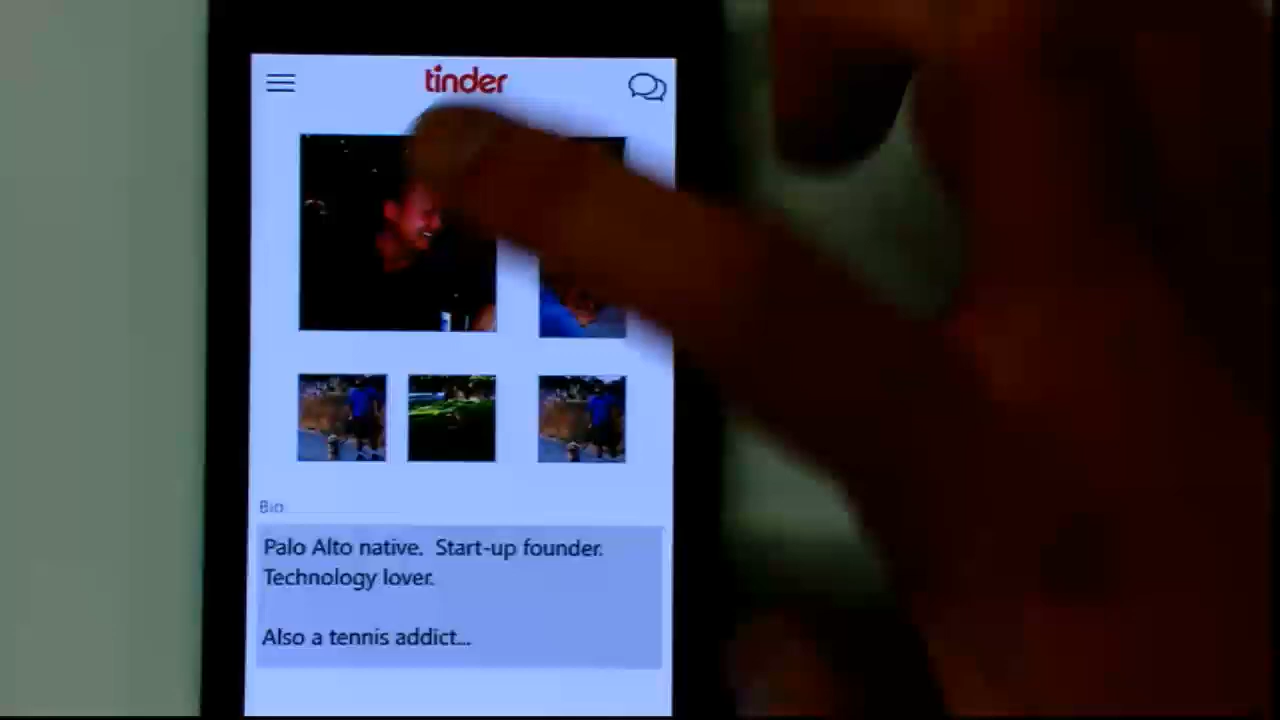 tinder
Bio
Palo Alto native.  Start-up founder.
Technology lover.
Also a tennis addict...